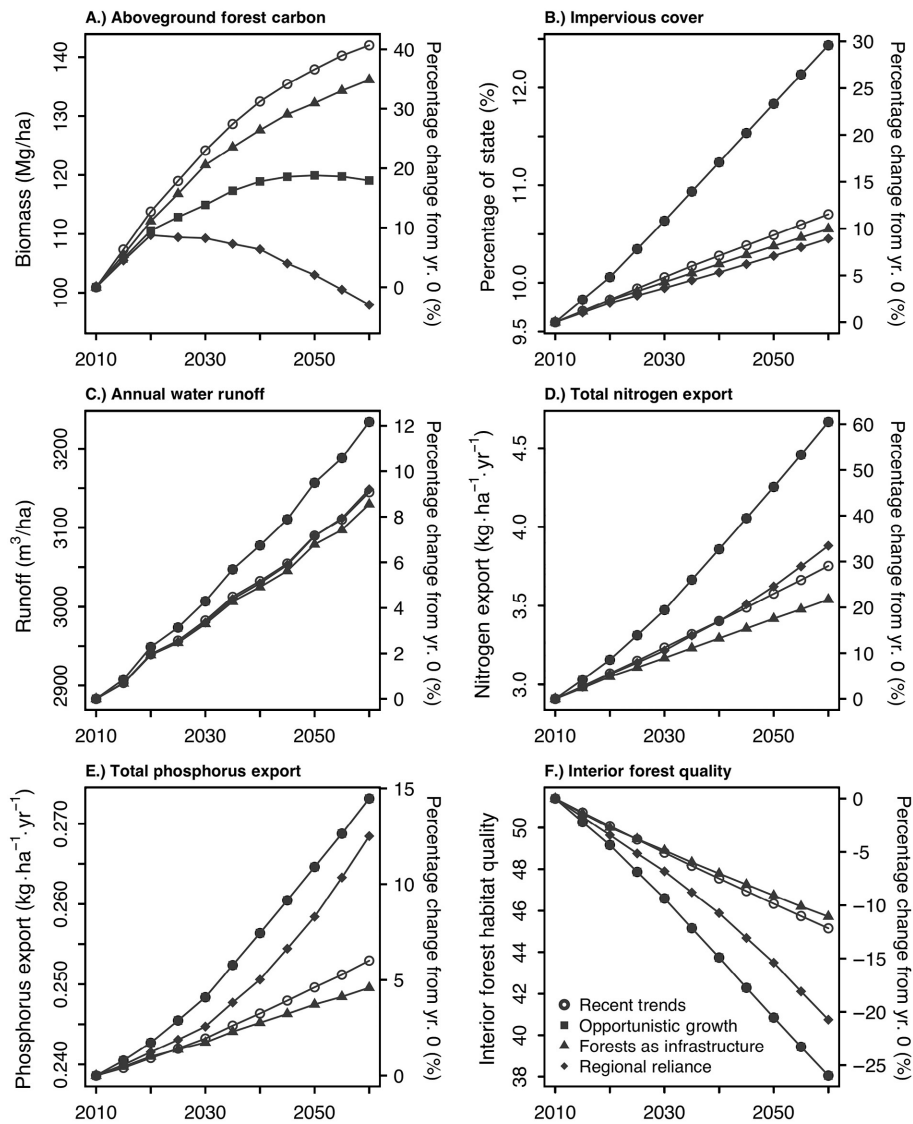 A.) Aboveground forest carbon
Biomass (Mg/ha)
140
130
120
110
100
40
30
20
10
0
Percentage change from yr. 0 (%)
2010 2030 2050
B.) Impervious cover
Percentage of state (%)
12.0
11.0
10.0
9.5
30
25
20
15
10
5
0
Percentage change from yr. 0 (%)
2010 2030 2050
C.) Annual water runoff
Runoff (m³/ha)
3200
3100
3000
2900
12
10
8
6
4
2
0
Percentage change from yr. 0 (%)
2010 2030 2050
D.) Total nitrogen export
Nitrogen export (kg·ha⁻¹·yr⁻¹)
4.5
4.0
3.5
3.0
60
50
40
30
20
10
0
Percentage change from yr. 0 (%)
2010 2030 2050
E.) Total phosphorus export
Phosphorus export (kg·ha⁻¹·yr⁻¹)
0.270
0.260
0.250
0.240
15
10
5
0
Percentage change from yr. 0 (%)
2010 2030 2050
F.) Interior forest quality
Interior forest habitat quality
50
48
46
44
42
40
38
0
−5
−10
−15
−20
−25
Percentage change from yr. 0 (%)
Recent trends
Opportunistic growth
Forests as infrastructure
Regional reliance
2010 2030 2050